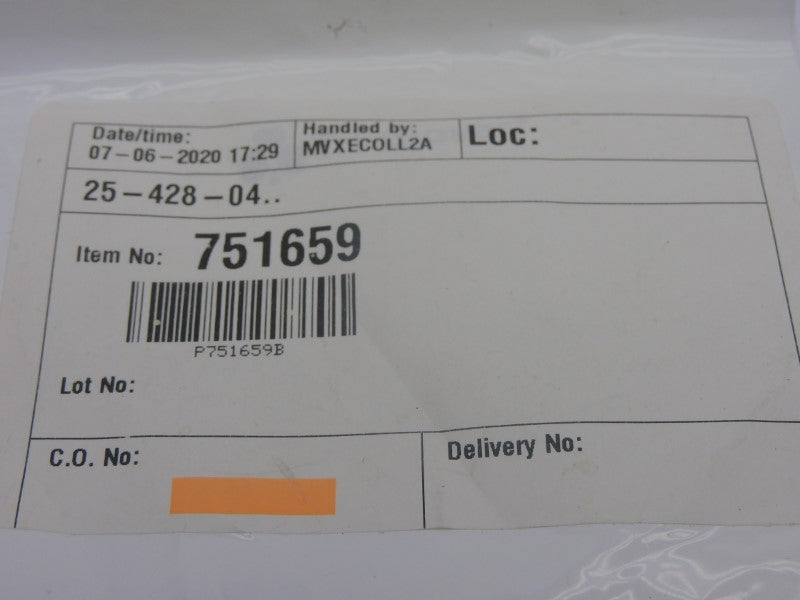 Date/time:
07-06-2020 17:29
Handled by:
MVXECOLL2A
Loc:
25-428-04..
Item No: 751659
P751659B
Lot No:
C.O. No:
Delivery No: